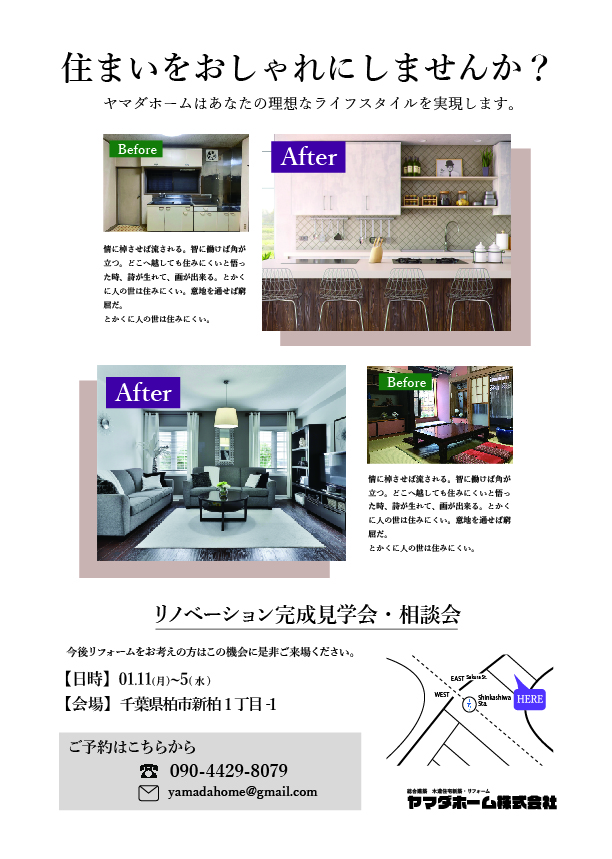 住まいをおしゃれにしませんか？
ヤマダホームはあなたの理想なライフスタイルを実現します。
Before
After
情に棹させば流される。智に働けば角が
立つ。どこへ越しても住みにくいと悟っ
た時、詩が生れて、画が出来る。とかく
に人の世は住みにくい。意地を通せば窮
屈だ。
とかくに人の世は住みにくい。
After
Before
情に棹させば流される。智に働けば角が
立つ。どこへ越しても住みにくいと悟っ
た時、詩が生れて、画が出来る。とかく
に人の世は住みにくい。意地を通せば窮
屈だ。
とかくに人の世は住みにくい。
リノベーション完成見学会・相談会
今後リフォームをお考えの方はこの機会に是非ご来場ください。
【日時】01.11(月)~5(水)
【会場】千葉県柏市新柏１丁目-1
EAST Sakura St.
WEST
Shinkashiwa
Sta.
HERE
ご予約はこちらから
090-4429-8079
yamadahome@gmail.com
総合建築 木造住宅新築・リフォーム
ヤマダホーム株式会社